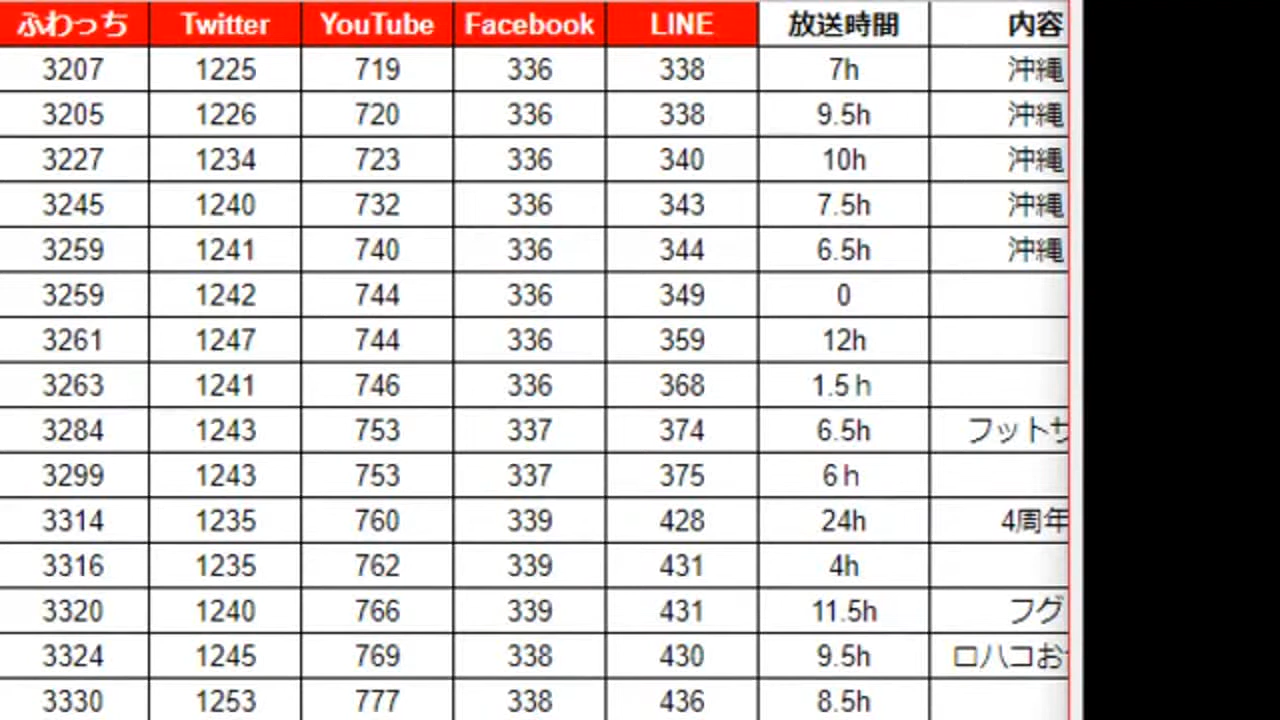 ふわっち Twitter YouTube Facebook LINE 放送時間 内容
3207 1225 719 336 338 7h 沖縄
3205 1226 720 336 338 9.5h 沖縄
3227 1234 723 336 340 10h 沖縄
3245 1240 732 336 343 7.5h 沖縄
3259 1241 740 336 344 6.5h 沖縄
3259 1242 744 336 349 0
3261 1247 744 336 359 12h
3263 1241 746 336 368 1.5 h
3284 1243 753 337 374 6.5h フットサ
3299 1243 753 337 375 6 h
3314 1235 760 339 428 24h 4周年
3316 1235 762 339 431 4h
3320 1240 766 339 431 11.5h フグ
3324 1245 769 338 430 9.5h ロハコお
3330 1253 777 338 436 8.5h